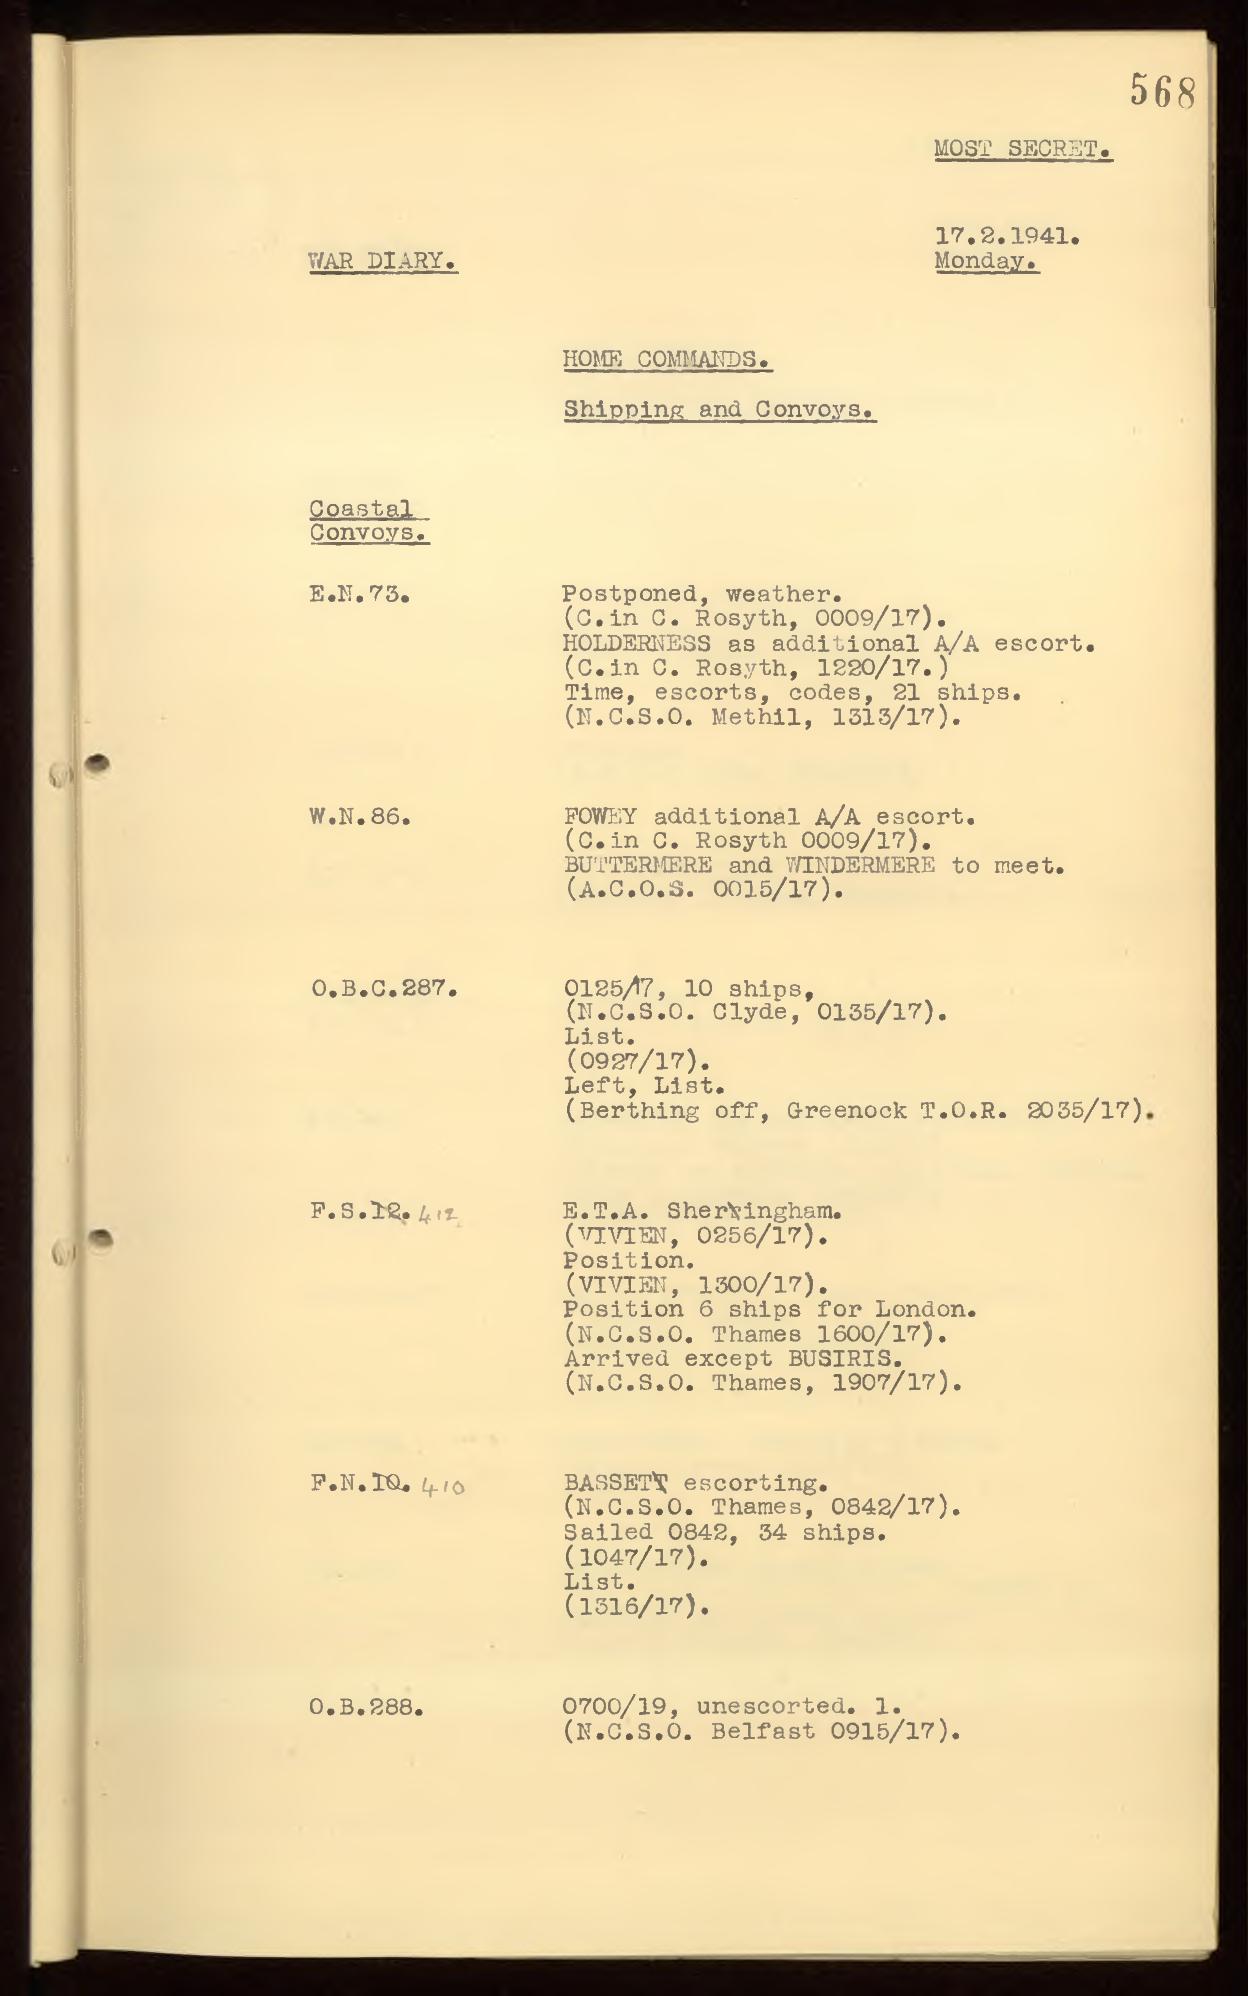 568
MOST SECRET.
17.2.1941.
WAR DIARY. Monday.
HOME COMMANDS.
Shipping and Convoys.
Coastal
Convoys.
E.N.73. Postponed, weather.
(C.in C. Rosyth, 0009/17).
HOLDERNESS as additional A/A escort.
(C.in C. Rosyth, 1220/17.)
Time, escorts, codes, 21 ships.
(N.C.S.O. Methil, 1313/17).
W.N.86. FOWEY additional A/A escort.
(C.in C. Rosyth 0009/17).
BUTTERMERE and WINDERMERE to meet.
(A.C.O.S. 0015/17).
O.B.C.287. 0125/17, 10 ships,
(N.C.S.O. Clyde, 0135/17).
List.
(0927/17).
Left, List.
(Berthing off, Greenock T.O.R. 2035/17).
F.S.12. 412 E.T.A. Sherringham.
(VIVIEN, 0256/17).
Position.
(VIVIEN, 1300/17).
Position 6 ships for London.
(N.C.S.O. Thames 1600/17).
Arrived except BUSIRIS.
(N.C.S.O. Thames, 1907/17).
F.N.10. 410 BASSETT escorting.
(N.C.S.O. Thames, 0842/17).
Sailed 0842, 34 ships.
(1047/17).
List.
(1316/17).
O.B.288. 0700/19, unescorted. 1.
(N.C.S.O. Belfast 0915/17).